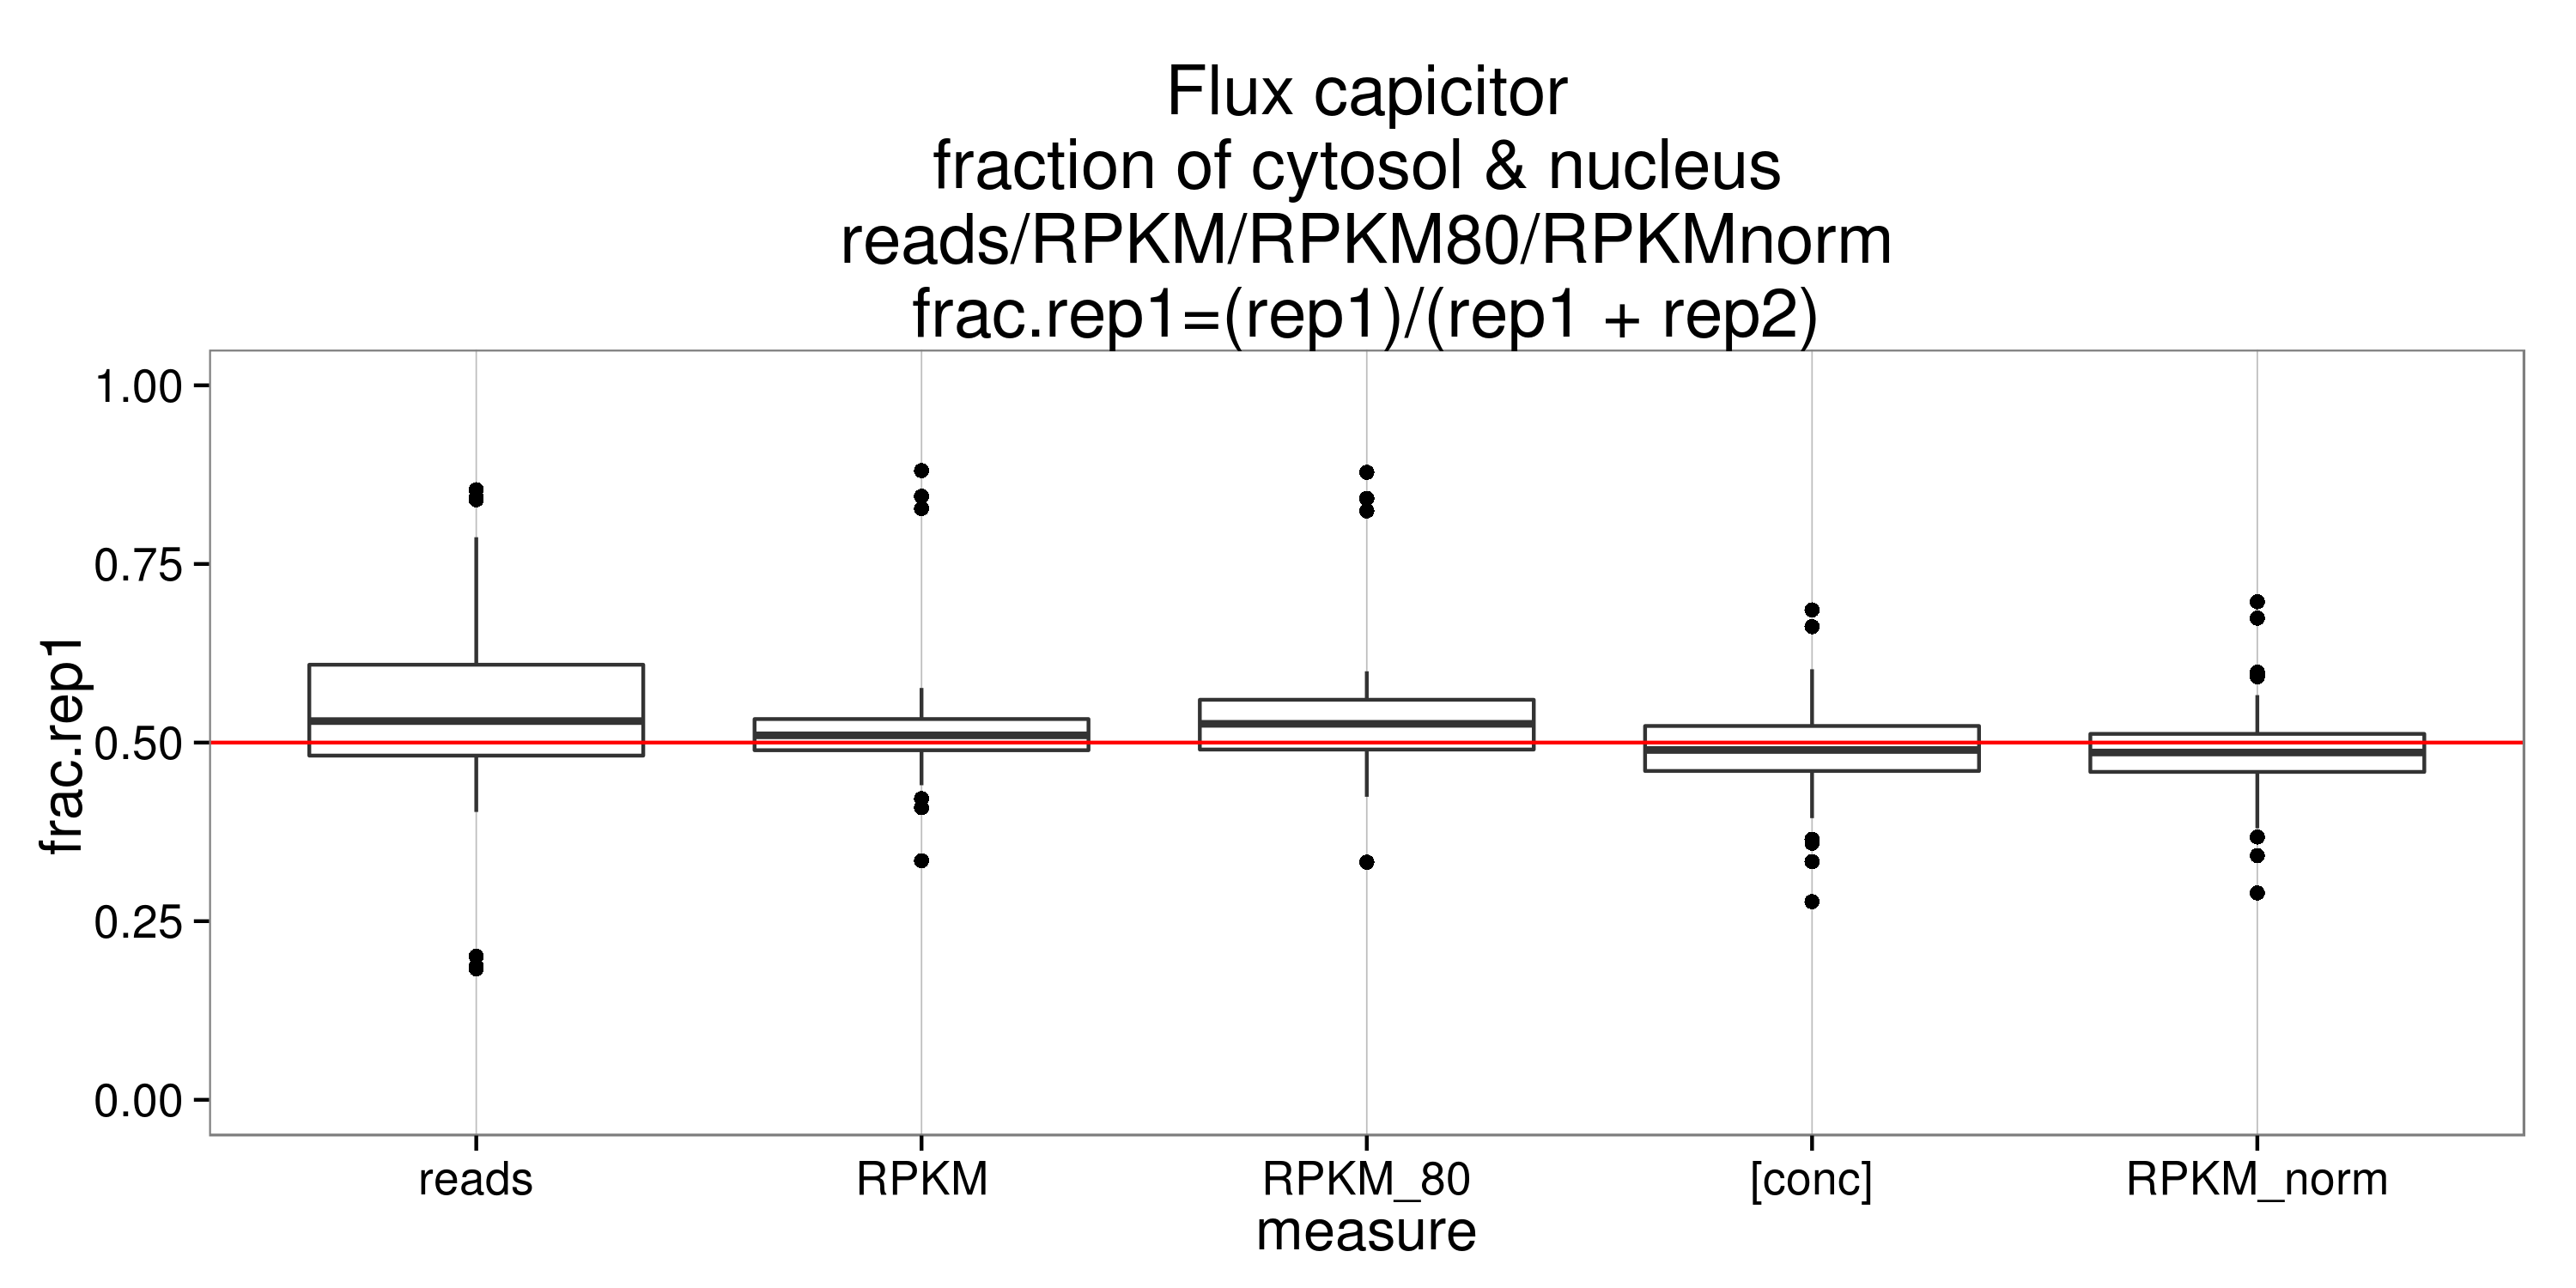 Flux capicitor
fraction of cytosol & nucleus
reads/RPKM/RPKM80/RPKMnorm
frac.rep1=(rep1)/(rep1 + rep2)
1.00
0.75
0.50
0.25
0.00
frac.rep1
reads RPKM RPKM_80 [conc] RPKM_norm
measure